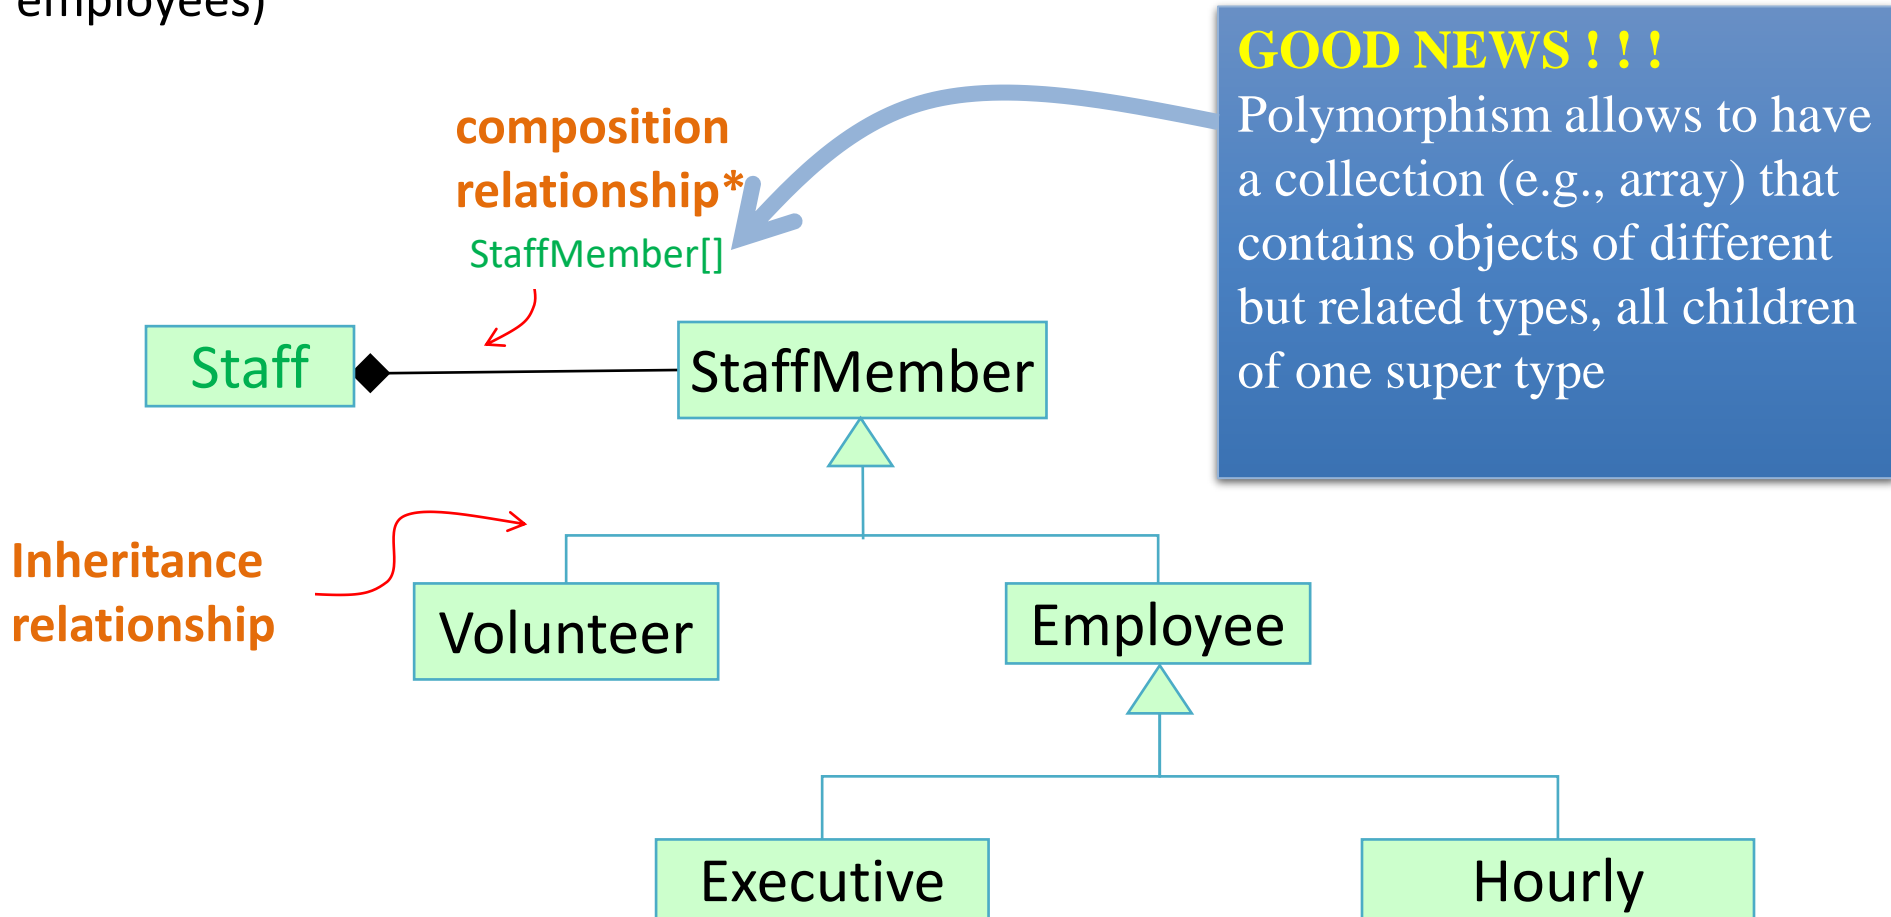 employees)
GOOD NEWS ! ! !
Polymorphism allows to have
a collection (e.g., array) that
contains objects of different
but related types, all children
of one super type
composition
relationship*
StaffMember[]
Staff
StaffMember
Inheritance
relationship
Volunteer
Employee
Executive
Hourly